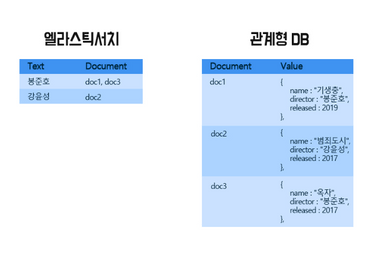 엘라스틱서치
Text Document
봉준호 doc1, doc3
강윤성 doc2
관계형 DB
Document Value
doc1 {
name : "기생충",
director : "봉준호",
released : 2019
},
doc2 {
name : "범죄도시",
director : "강윤성",
released : 2017
},
doc3 {
name : "옥자",
director : "봉준호",
released : 2017
},